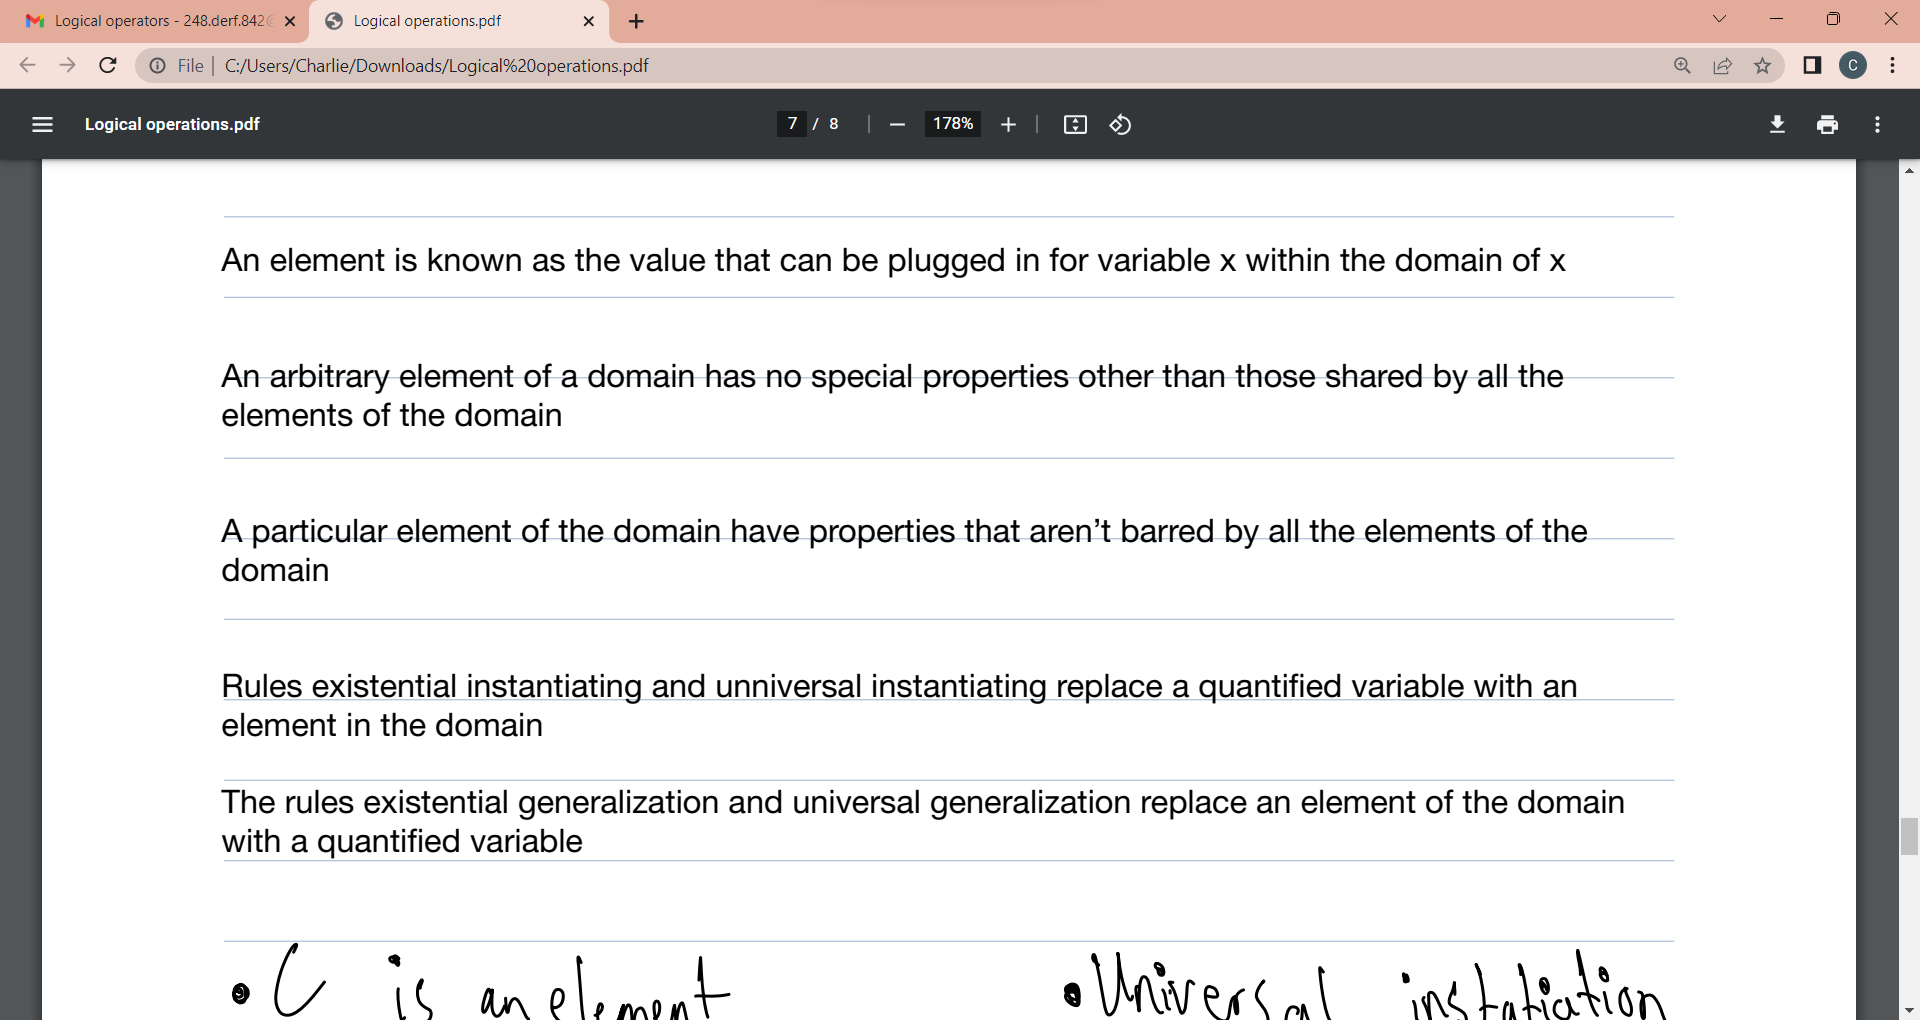 Logical operators - 248.derf.842@
Logical operations.pdf
File
C:/Users/Charlie/Downloads/Logical%20operations.pdf
C
Logical operations.pdf
7 / 8
178%
An element is known as the value that can be plugged in for variable x within the domain of x
An arbitrary element of a domain has no special properties other than those shared by all the
elements of the domain
A particular element of the domain have properties that aren't barred by all the elements of the
domain
Rules existential instantiating and unniversal instantiating replace a quantified variable with an
element in the domain
The rules existential generalization and universal generalization replace an element of the domain
with a quantified variable
• C is an element
• Universal instatiation